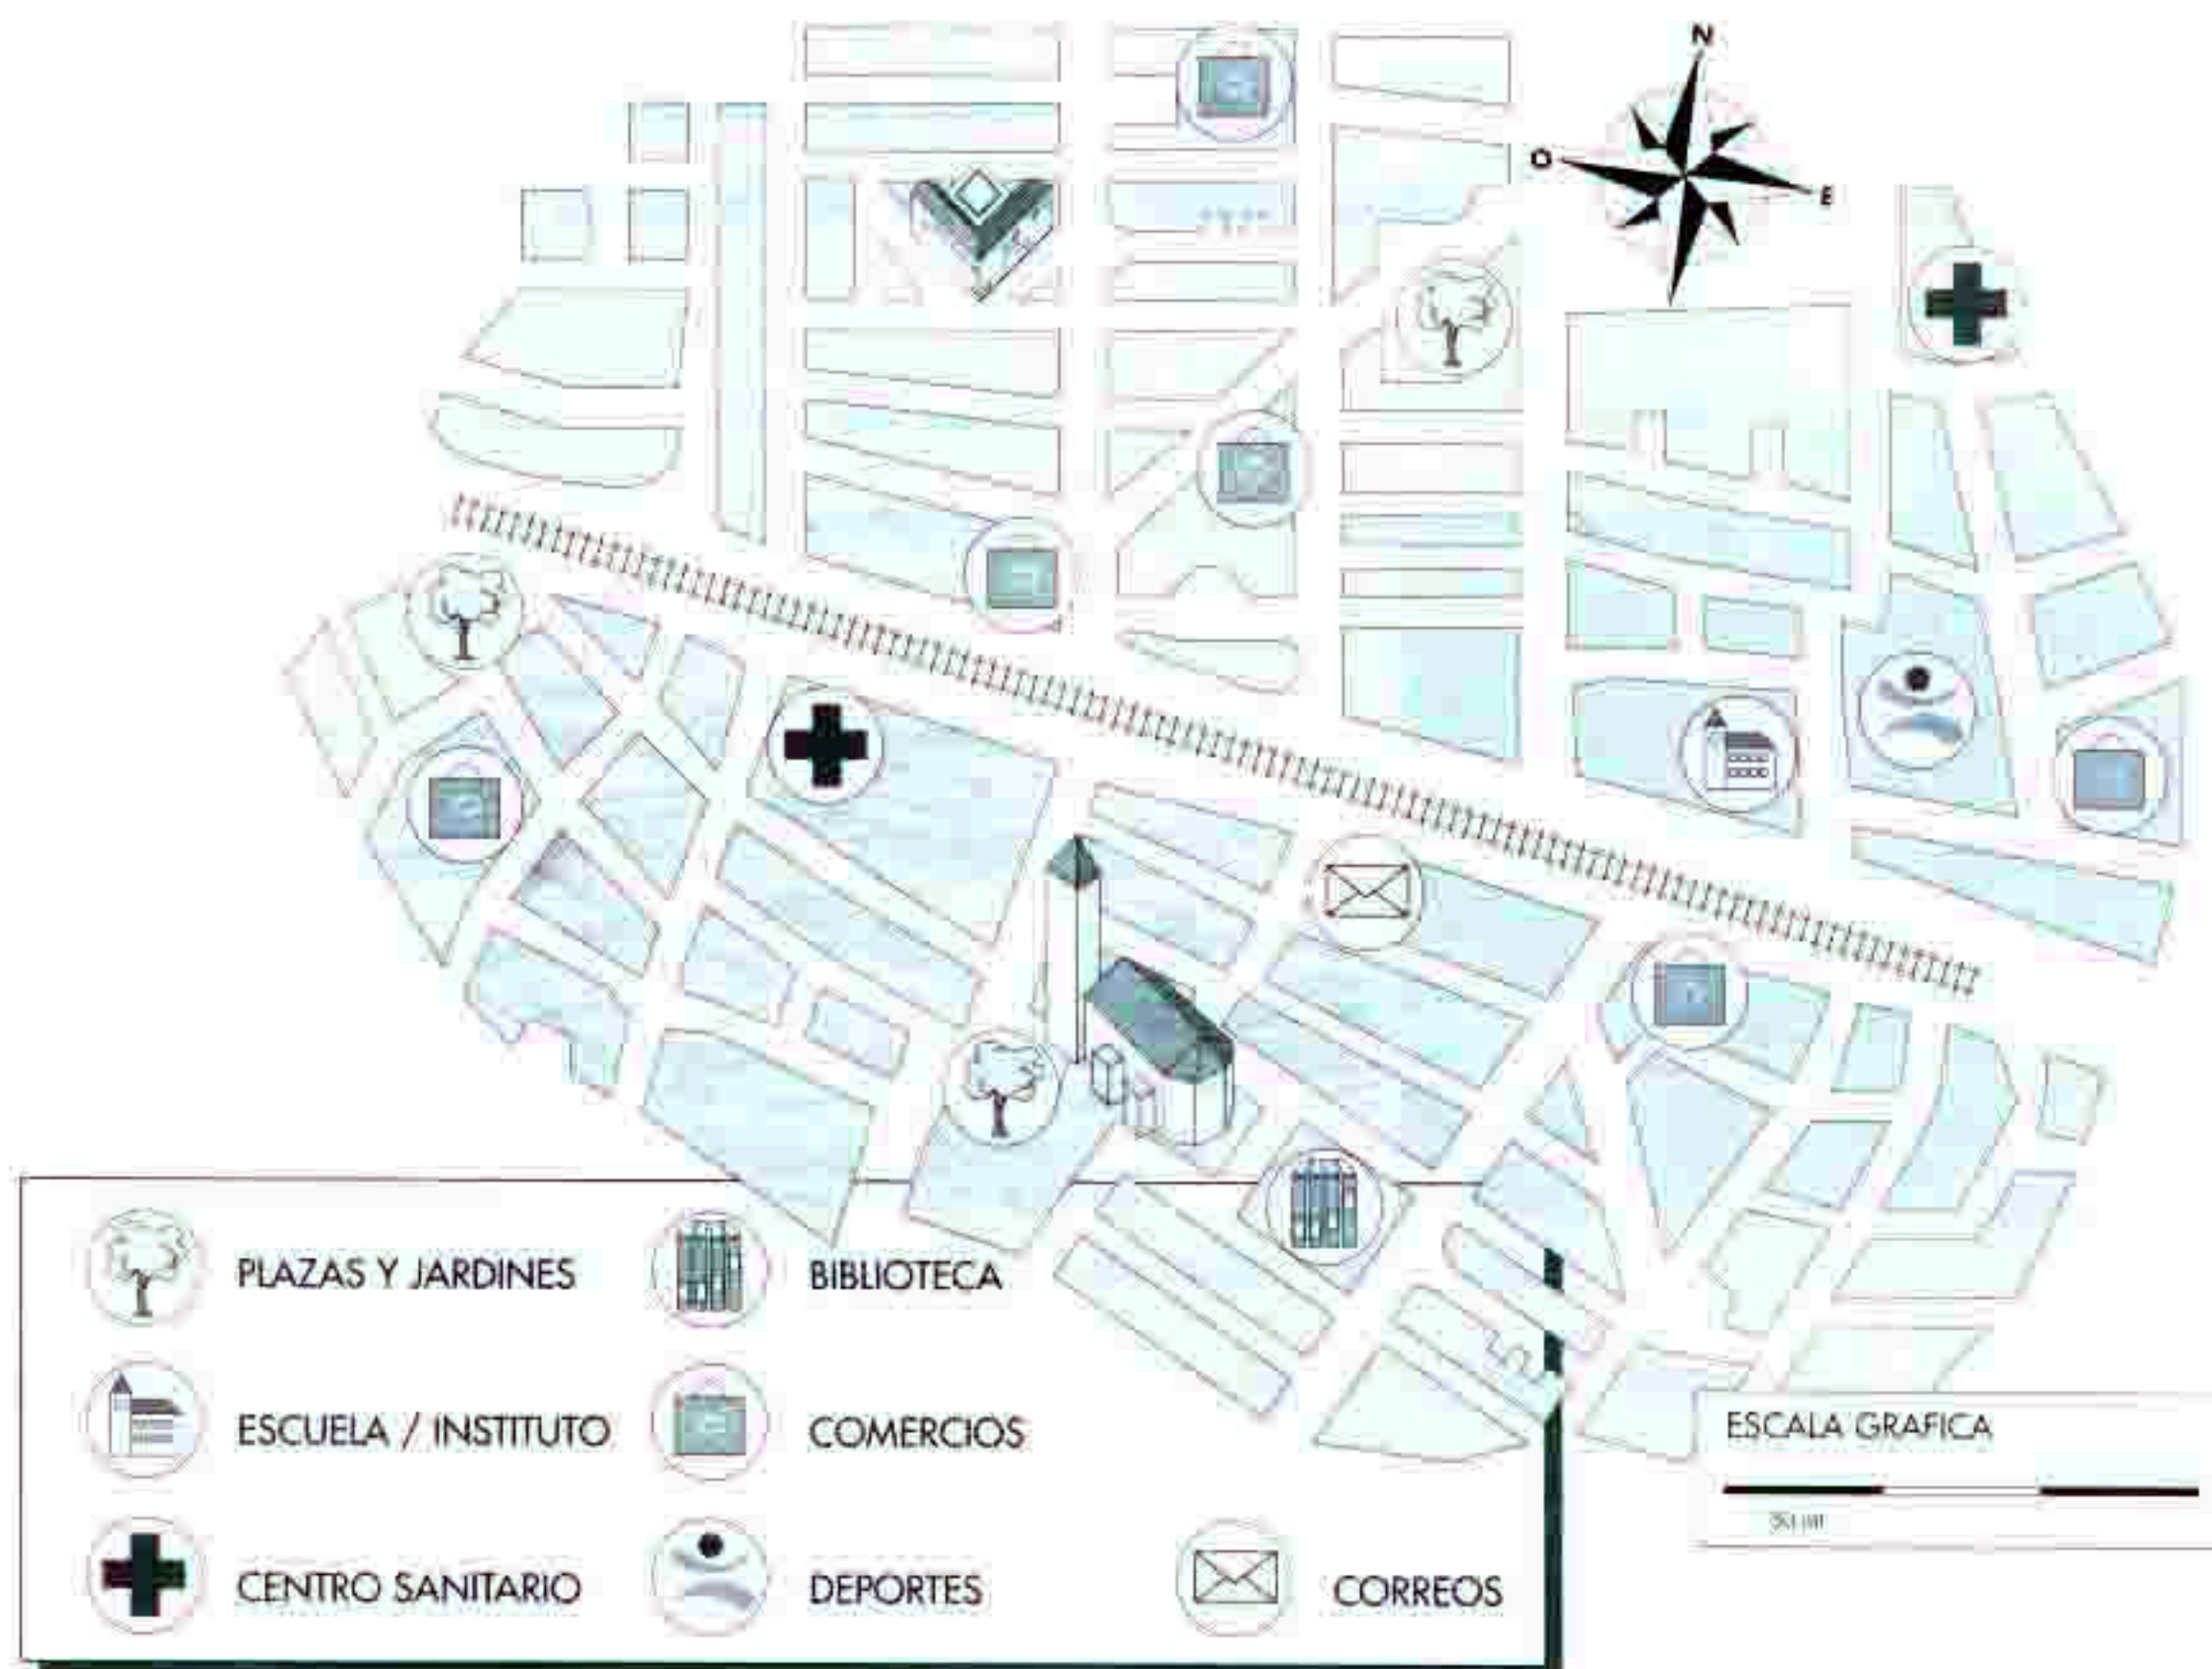 N
O
E
PLAZAS Y JARDINES
BIBLIOTECA
ESCUELA / INSTITUTO
COMERCIOS
CENTRO SANITARIO
DEPORTES
CORREOS
ESCALA GRAFICA